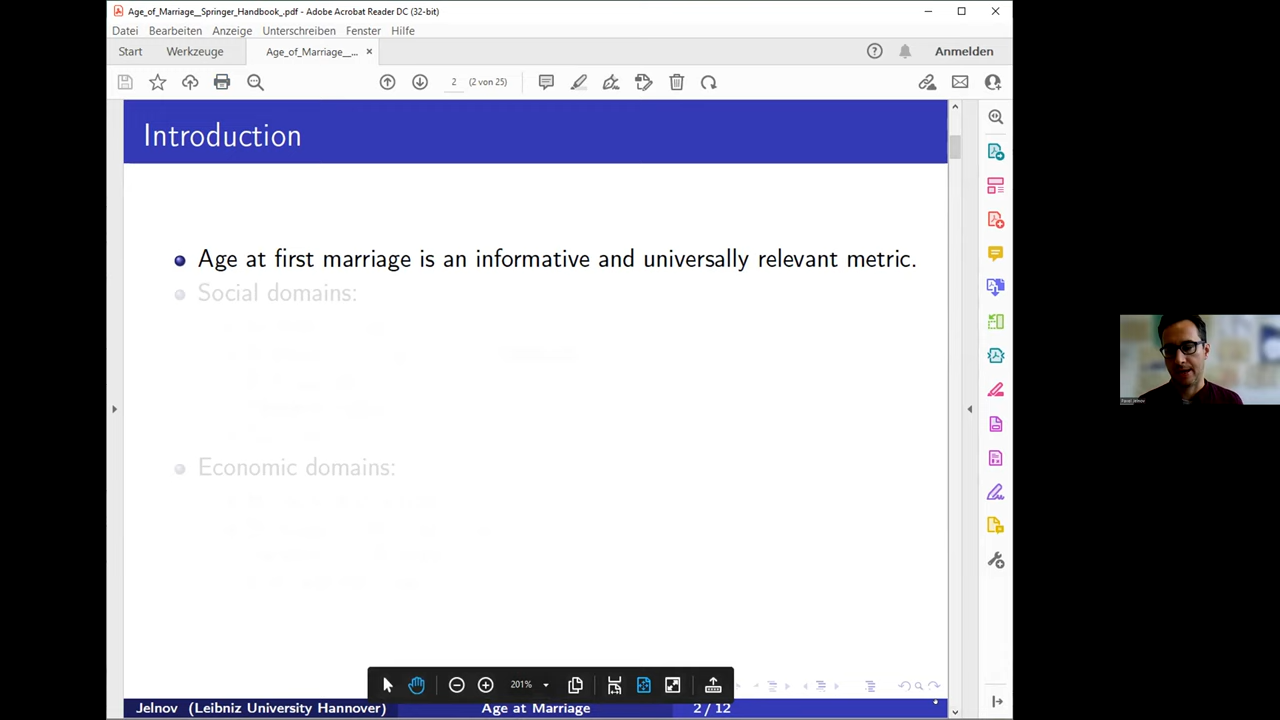 Age_of_Marriage__Springer_Handbook_.pdf - Adobe Acrobat Reader DC (32-bit)
Datei Bearbeiten Anzeige Unterschreiben Fenster Hilfe
Start Werkzeuge Age_of_Marriage__... Anmelden
2 (2 von 25)
Introduction
Age at first marriage is an informative and universally relevant metric.
Social domains:
Economic domains:
201%
Jelnov (Leibniz University Hannover) Age at Marriage 2 / 12